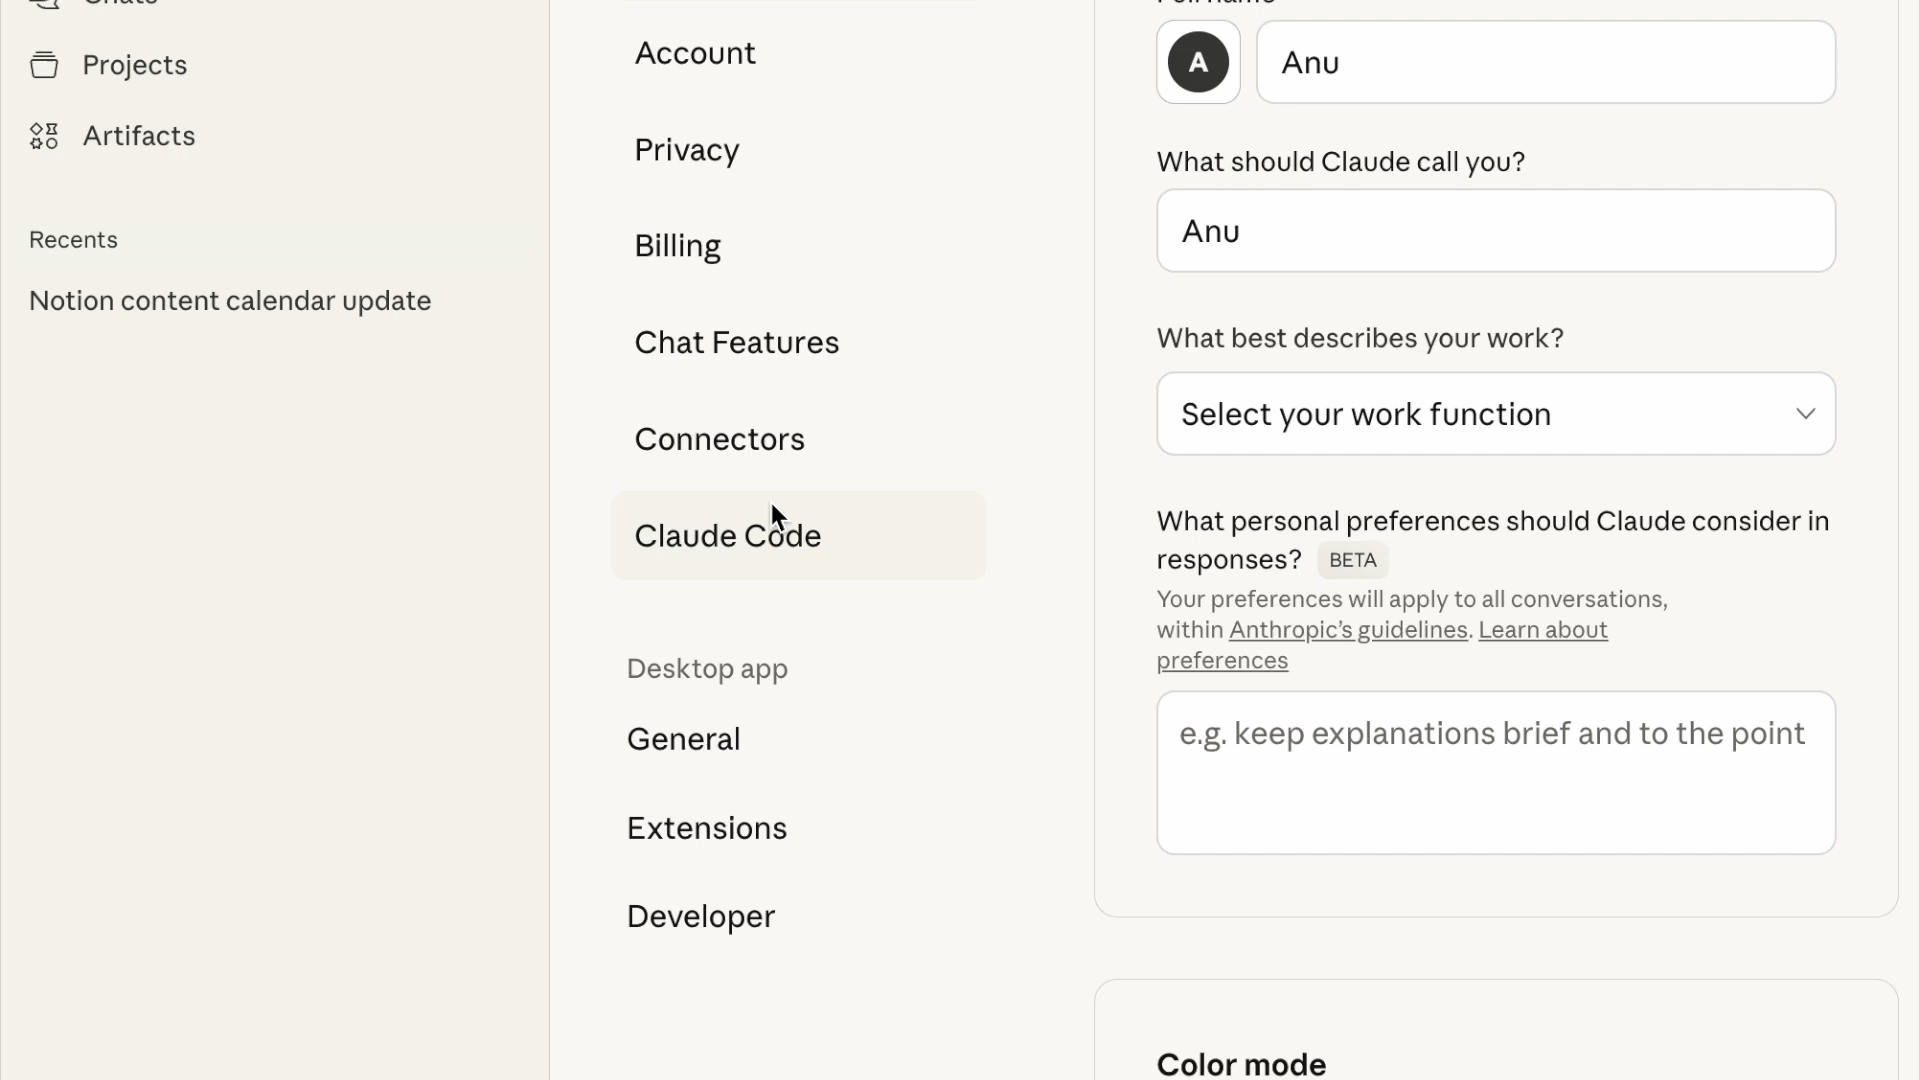 Chats
Projects
Artifacts
Recents
Notion content calendar update
Account
Privacy
Billing
Chat Features
Connectors
Claude Code
Desktop app
General
Extensions
Developer
Full name
A
Anu
What should Claude call you?
Anu
What best describes your work?
Select your work function
What personal preferences should Claude consider in
responses? BETA
Your preferences will apply to all conversations,
within Anthropic's guidelines. Learn about
preferences
e.g. keep explanations brief and to the point
Color mode